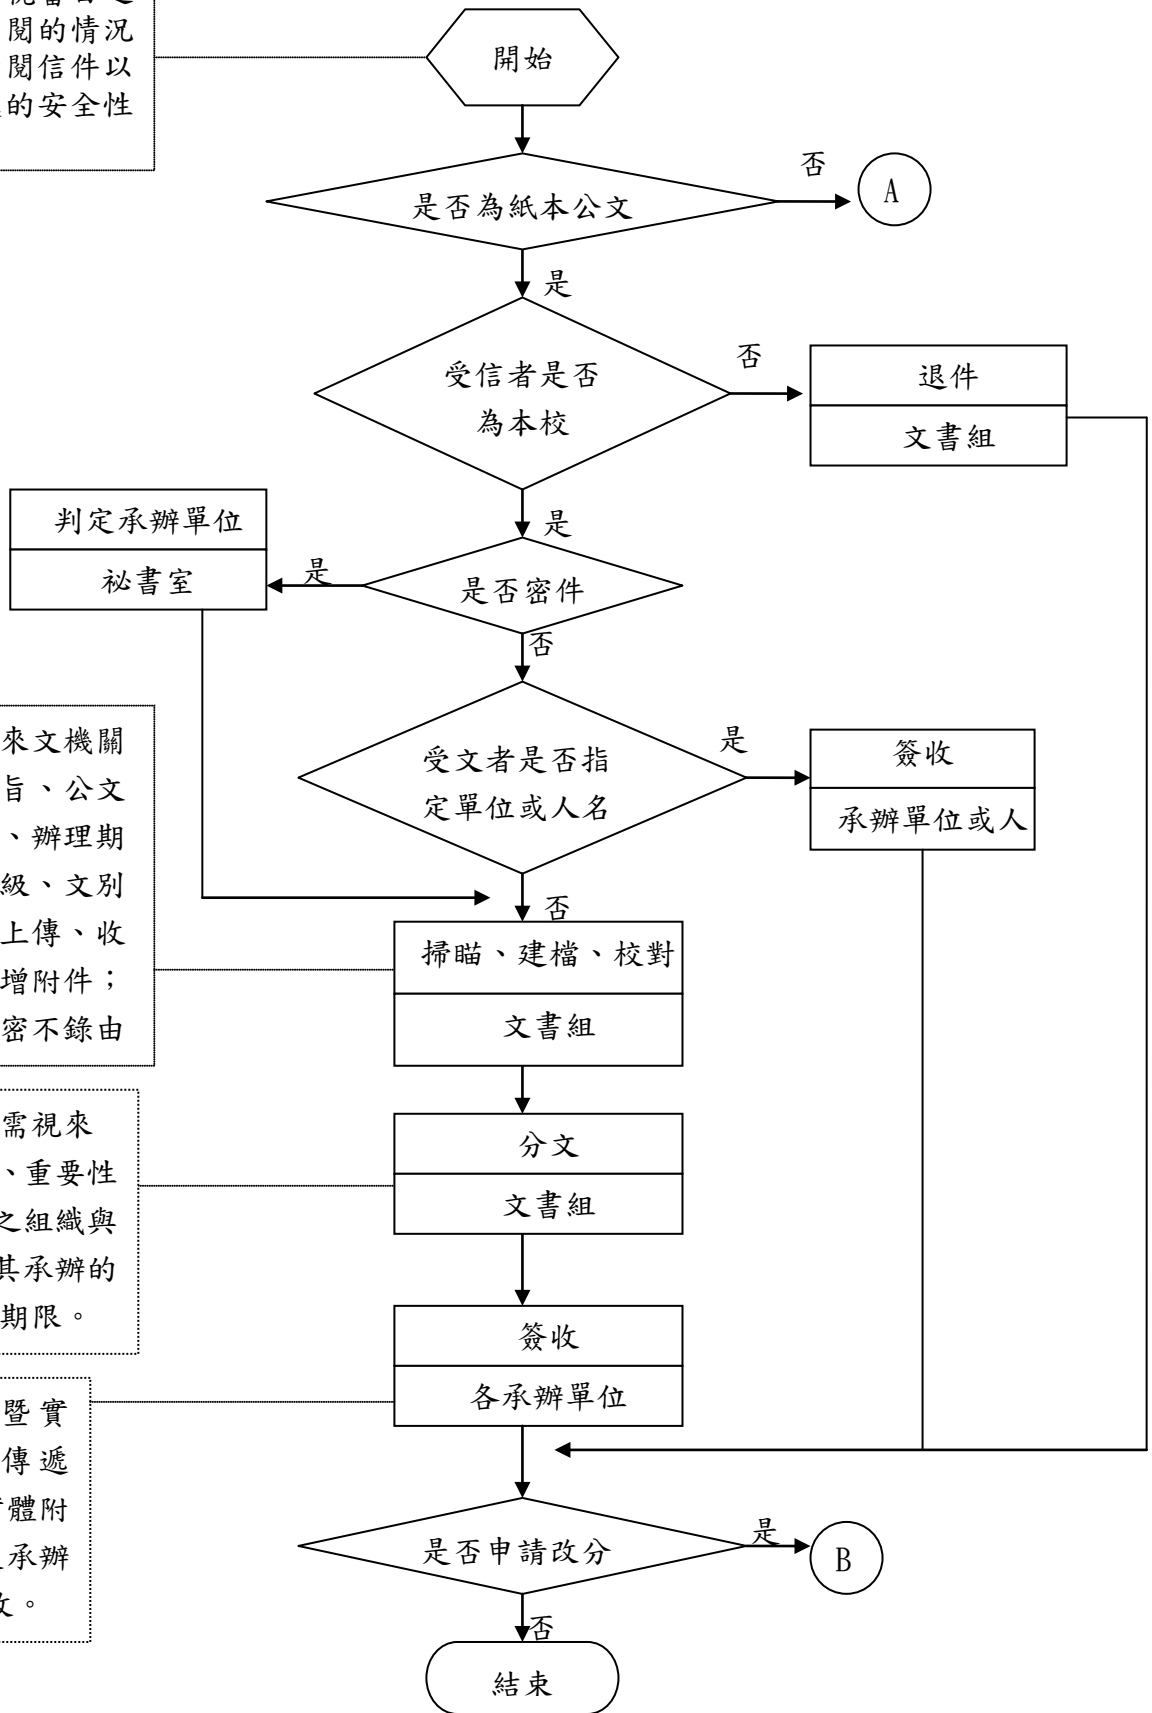 閱的情況
開始
閱信件以
的安全性
否
A
是否為紙本公文
是
受信者是否
為本校
否
退件
文書組
判定承辦單位
祕書室
是
是
是否密件
否
來文機關
旨、公文
、辦理期
級、文別
上傳、收
增附件；
密不錄由
受文者是否指
定單位或人名
是
簽收
承辦單位或人
否
掃瞄、建檔、校對
文書組
需視來
、重要性
之組織與
其承辦的
期限。
分文
文書組
簽收
各承辦單位
暨實
傳遞
體附
承辦
。
是否申請改分
是
B
否
結束